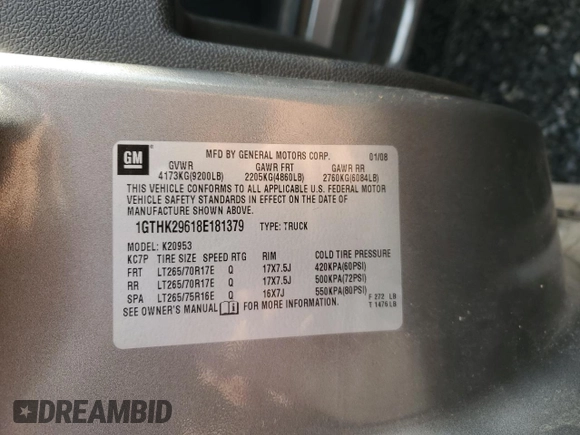 GM
MFD BY GENERAL MOTORS CORP. 01/08
GVWR GAWR FRT GAWR RR
4173KG(9200LB) 2205KG(4860LB) 2760KG(6084LB)
THIS VEHICLE CONFORMS TO ALL APPLICABLE U.S. FEDERAL MOTOR
VEHICLE SAFETY STANDARDS IN EFFECT ON THE DATE OF
MANUFACTURE SHOWN ABOVE.
1GTHK29618E181379 TYPE: TRUCK
MODEL: K20953
KC7P TIRE SIZE SPEED RTG RIM COLD TIRE PRESSURE
FRT LT265/70R17E Q 17X7.5J 420KPA(60PSI)
RR LT265/70R17E Q 17X7.5J 500KPA(72PSI)
SPA LT265/75R16E Q 16X7J 550KPA(80PSI)
SEE OWNER'S MANUAL FOR MORE INFORMATION.
F 272 LB
T 1476 LB
DREAMBID